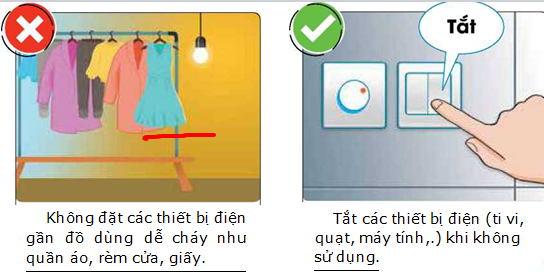 Tắt
Không đặt các thiết bị điện
gần đồ dùng dễ cháy như
quần áo, rèm cửa, giấy.
Tắt các thiết bị điện (ti vi,
quạt, máy tính,.) khi không
sử dụng.